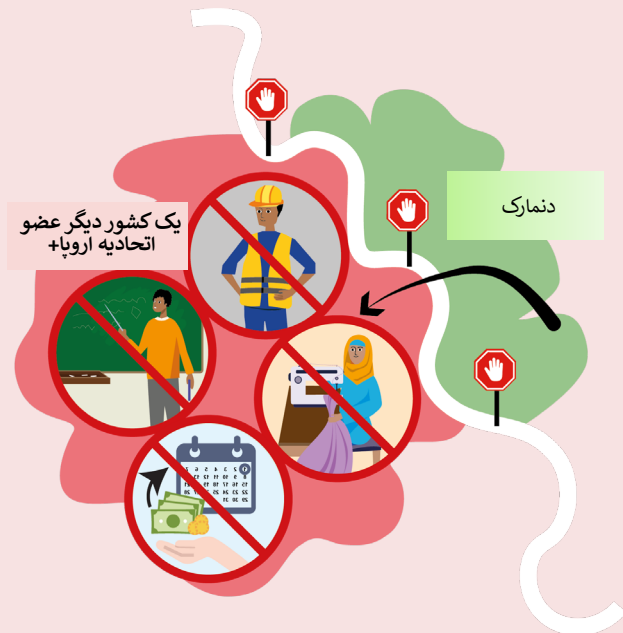 دنمارک
یک کشور دیگر عضو
اتحادیه اروپا+